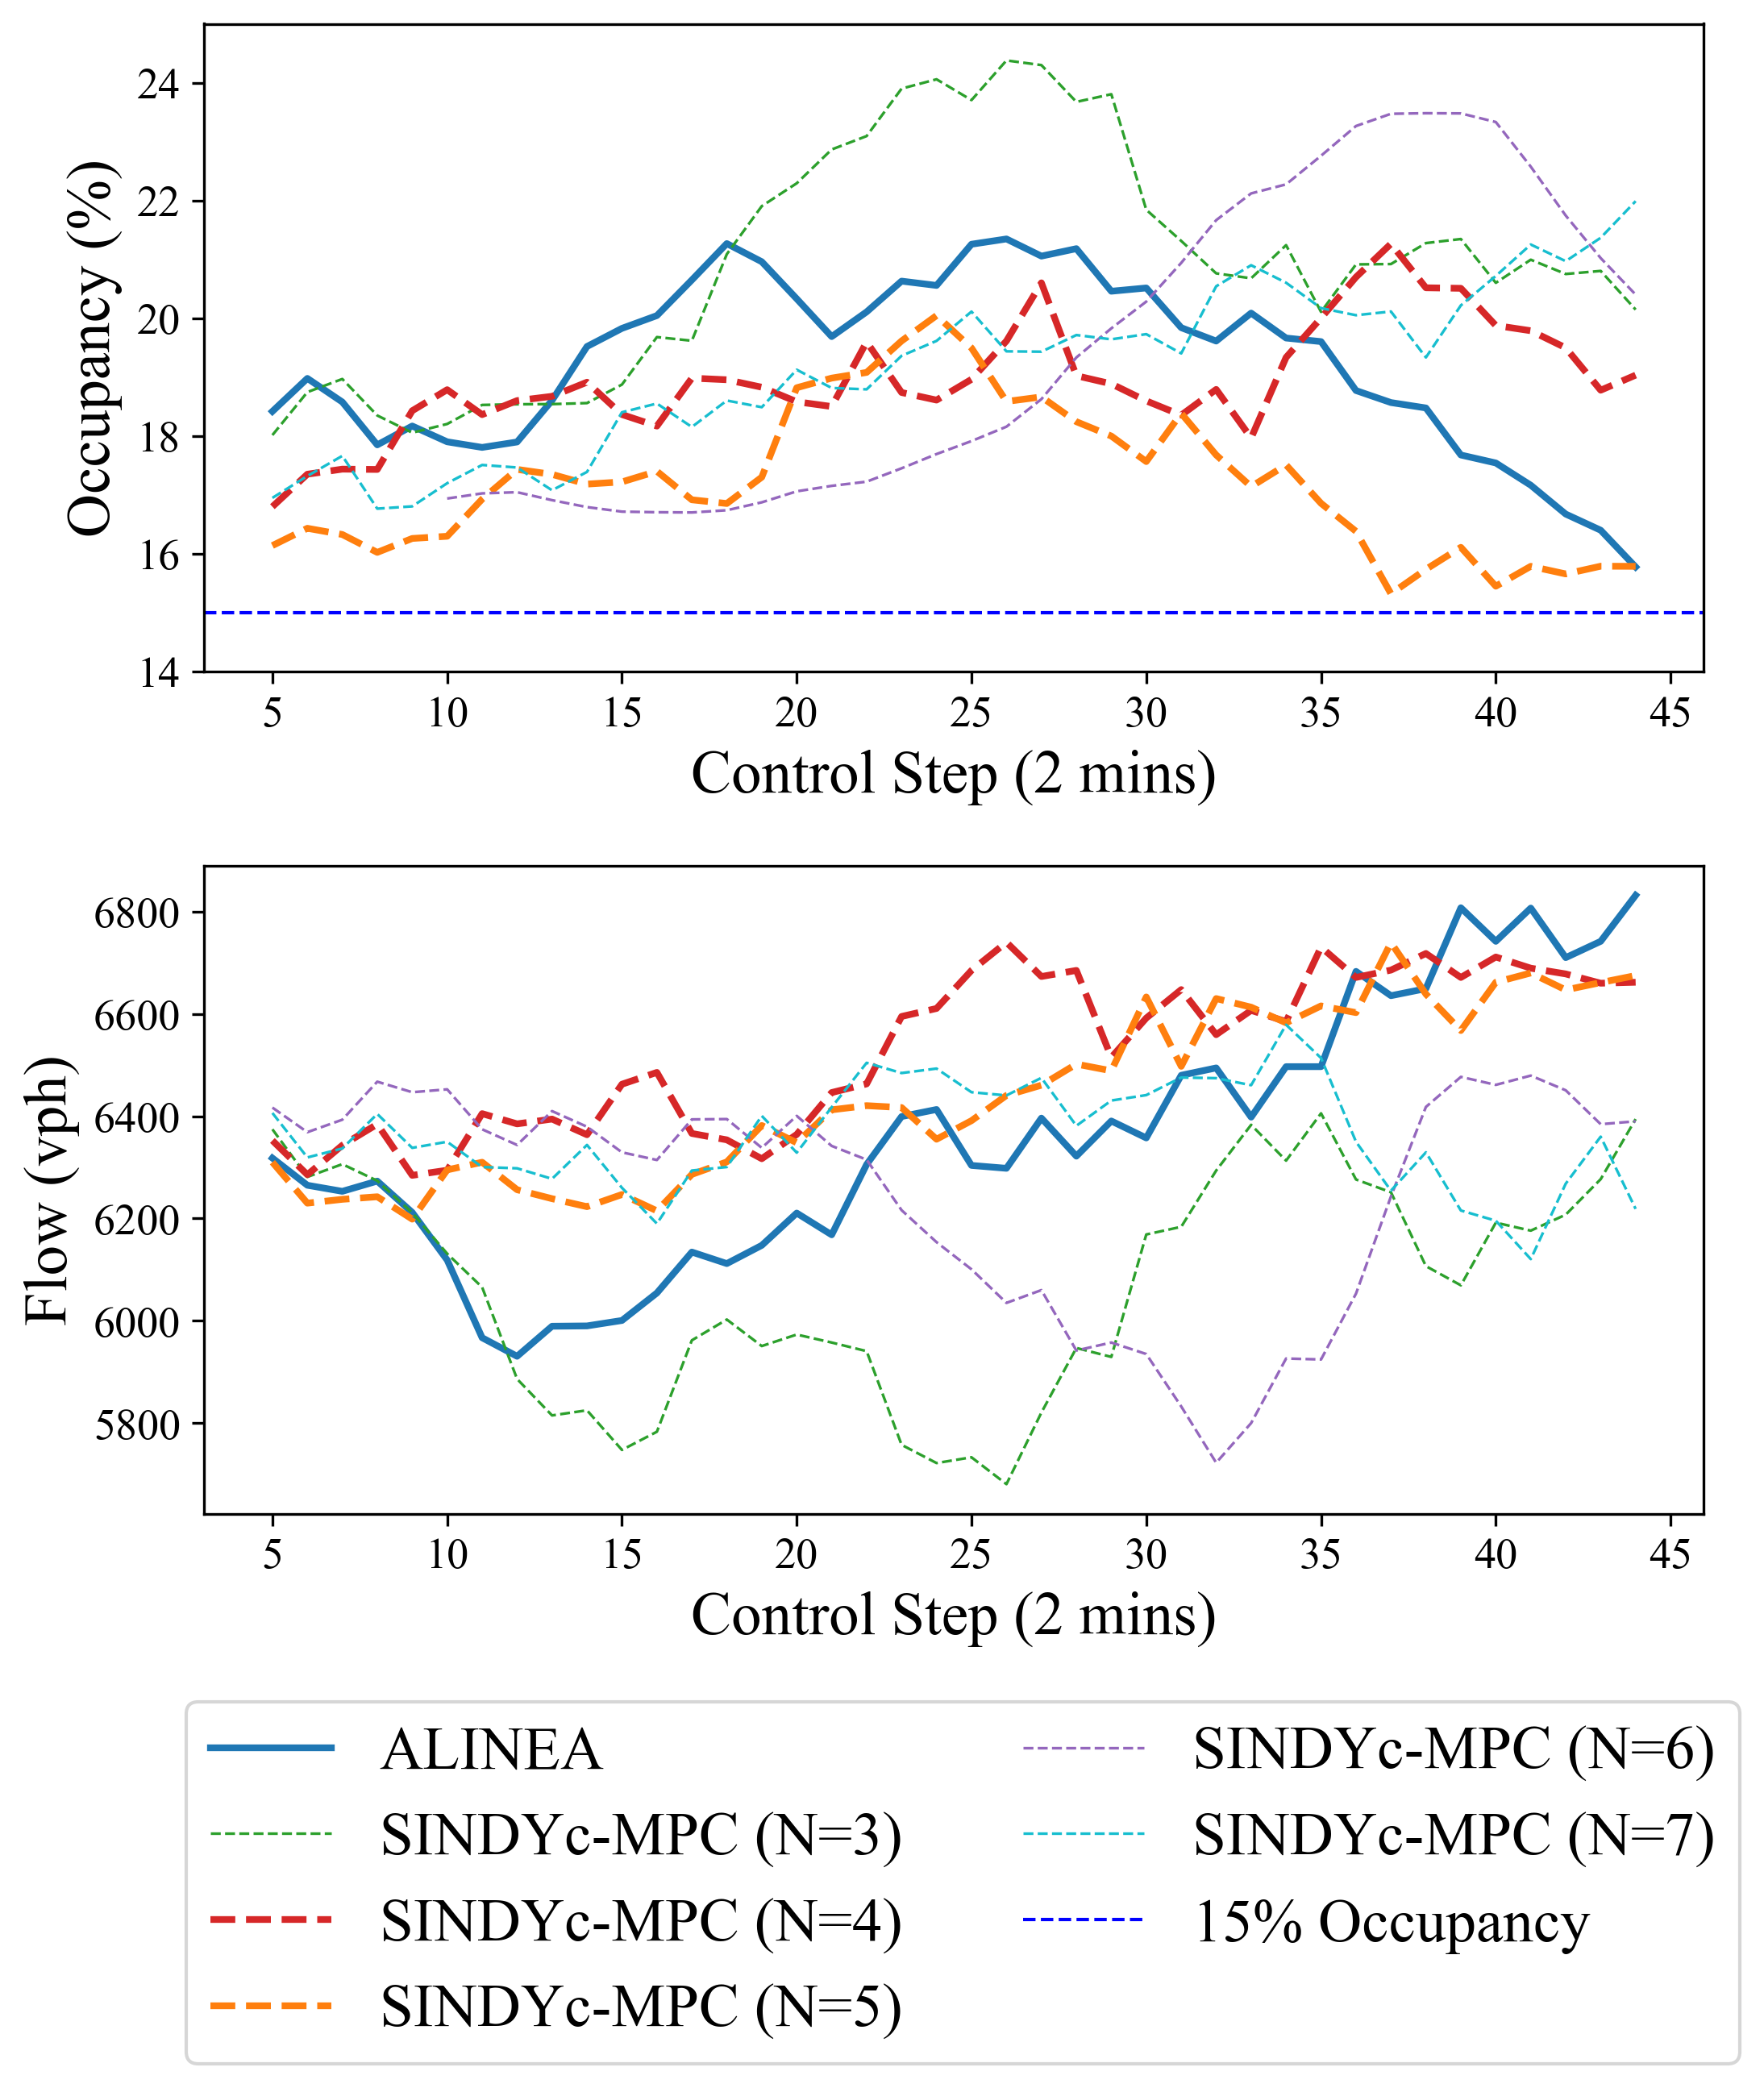 24
22
20
18
16
14
Occupancy (%)
5 10 15 20 25 30 35 40 45
Control Step (2 mins)
6800
6600
6400
6200
6000
5800
Flow (vph)
5 10 15 20 25 30 35 40 45
Control Step (2 mins)
ALINEA
SINDYc-MPC (N=3)
SINDYc-MPC (N=4)
SINDYc-MPC (N=5)
SINDYc-MPC (N=6)
SINDYc-MPC (N=7)
15% Occupancy